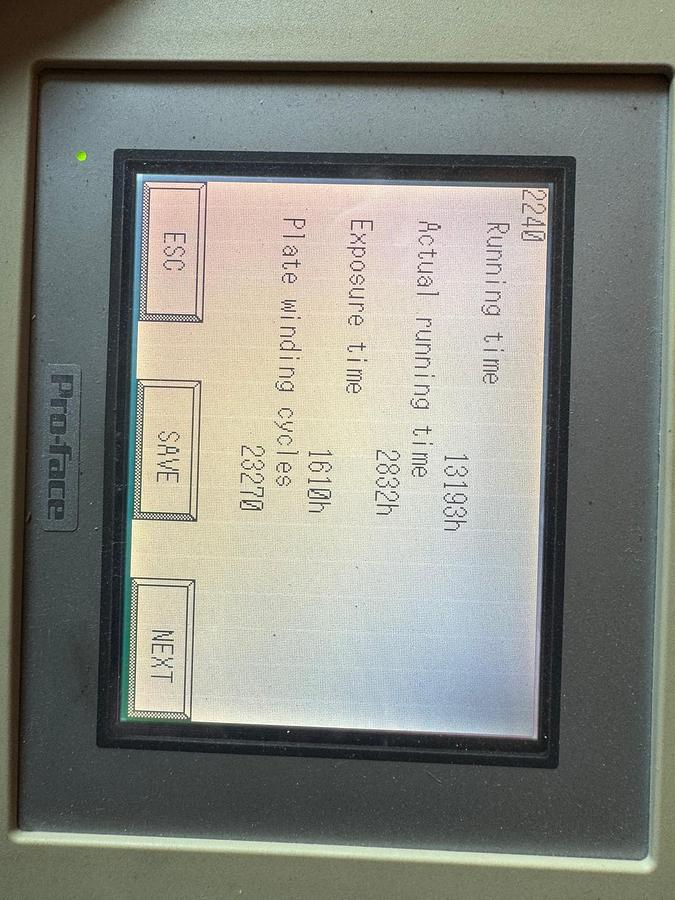 2240
Running time
13193h
Actual running time
2832h
Exposure time
1610h
Plate winding cycles
23270
ESC
SAVE
NEXT
Pro-face